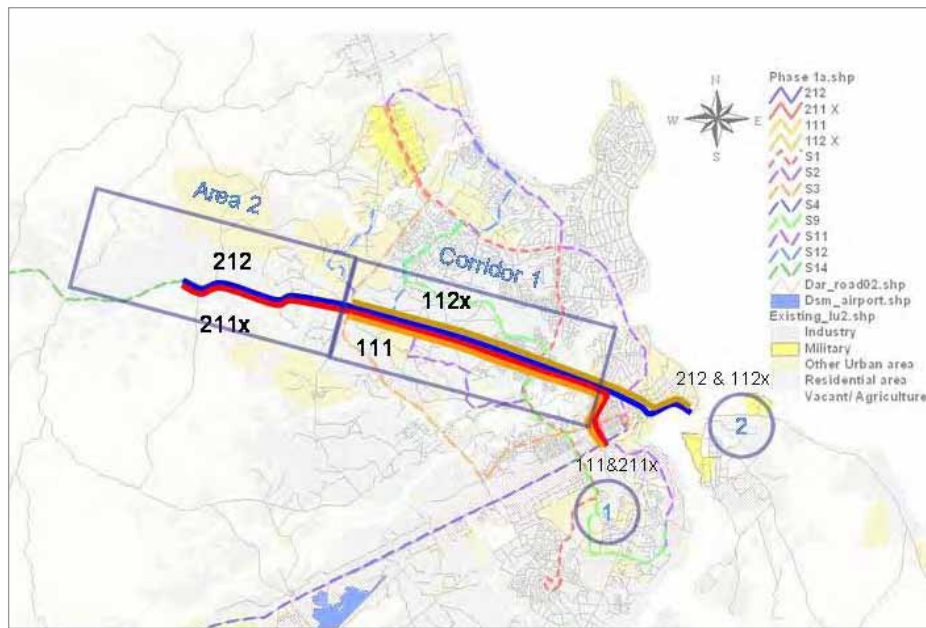 Area 2
212
211x
Corridor 1
112x
111
212 & 112x
2
111&211x
1
N
W
E
S
Phase 1a.shp
212
211 X
111
112 X
S1
S2
S3
S4
S9
S11
S12
S14
Dar_road02.shp
Dsm_airport.shp
Existing_lu2.shp
Industry
Military
Other Urban area
Residential area
Vacant/ Agriculture